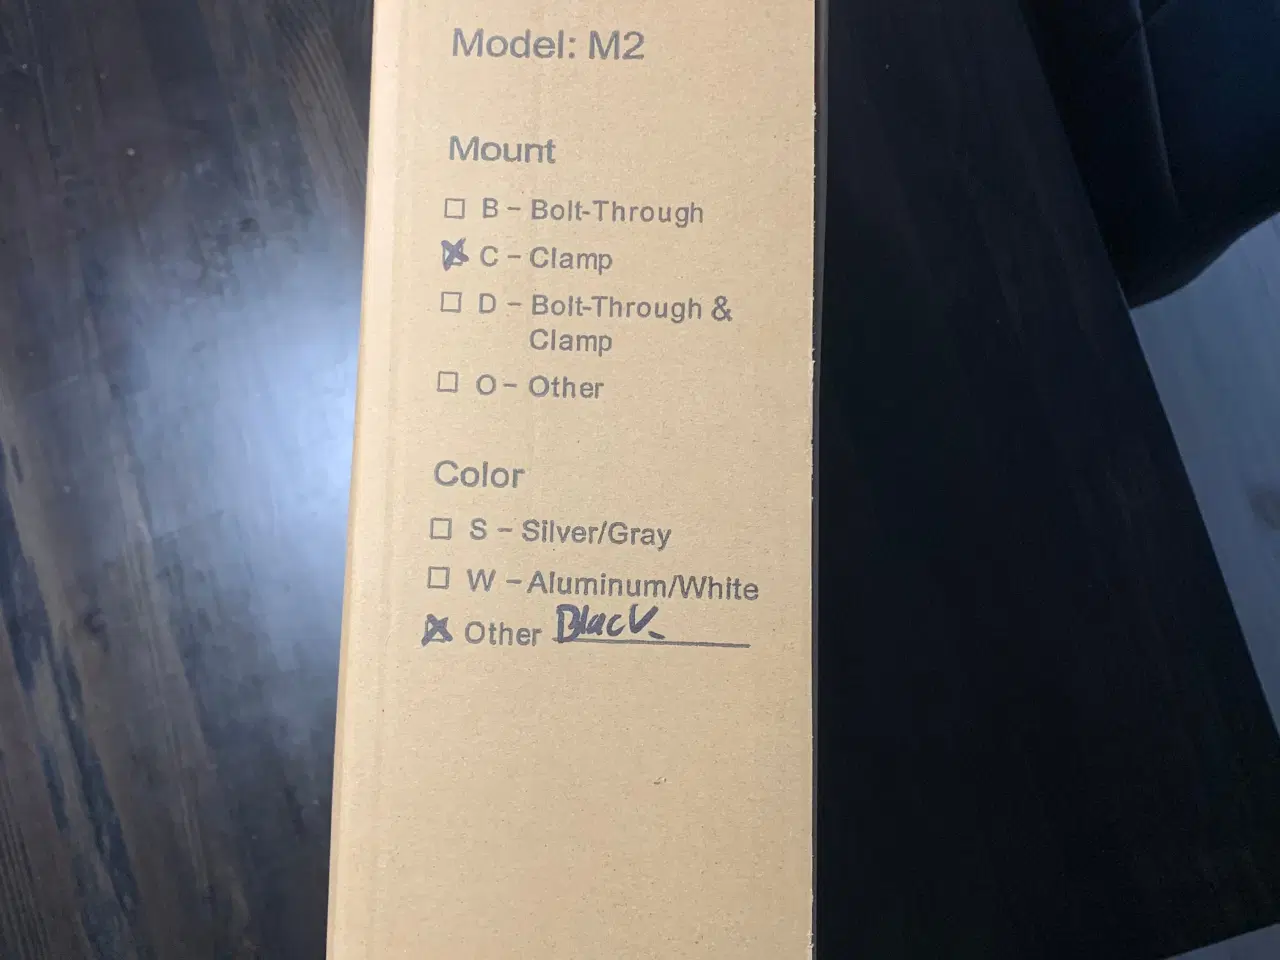 Model: M2
Mount
☐ B – Bolt-Through
☒ C – Clamp
☐ D – Bolt-Through &
Clamp
☐ O – Other
Color
☐ S – Silver/Gray
☐ W – Aluminum/White
☒ Other Black